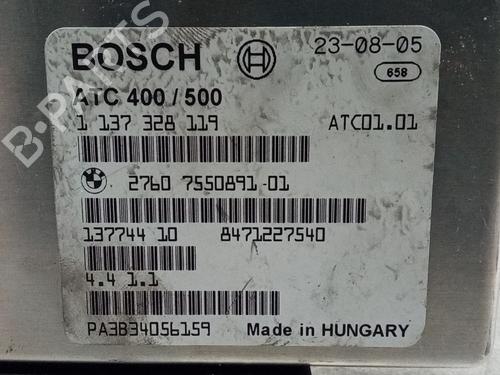 BOSCH 23-08-05
658
ATC 400 / 500
1 137 328 119 ATC01.01
2760 7550891-01
137744 10 8471227540
4.4 1.1
PA3B34056159 Made in HUNGARY
B-PARTS